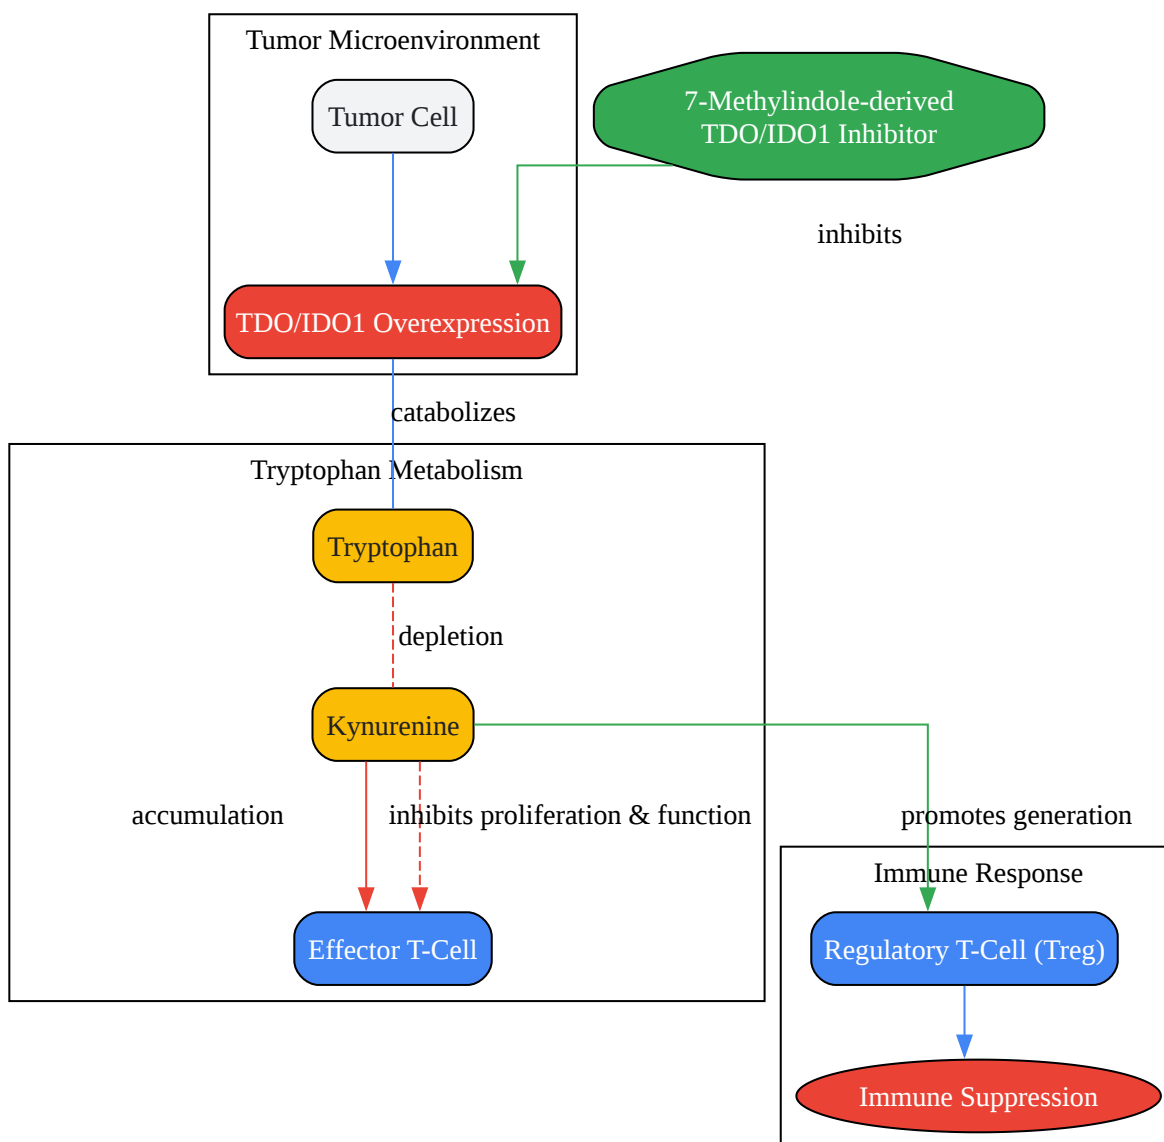 Tumor Microenvironment
Tumor Cell
7-Methylindole-derived
TDO/IDO1 Inhibitor
inhibits
TDO/IDO1 Overexpression
catabolizes
Tryptophan Metabolism
Tryptophan
depletion
Kynurenine
accumulation
inhibits proliferation & function
promotes generation
Immune Response
Effector T-Cell
Regulatory T-Cell (Treg)
Immune Suppression